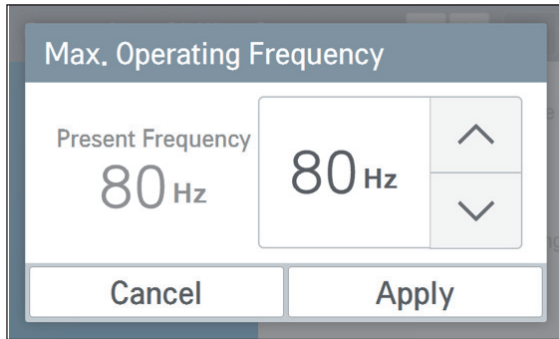 Max. Operating Frequency
Present Frequency
80 Hz
80 Hz
Cancel
Apply